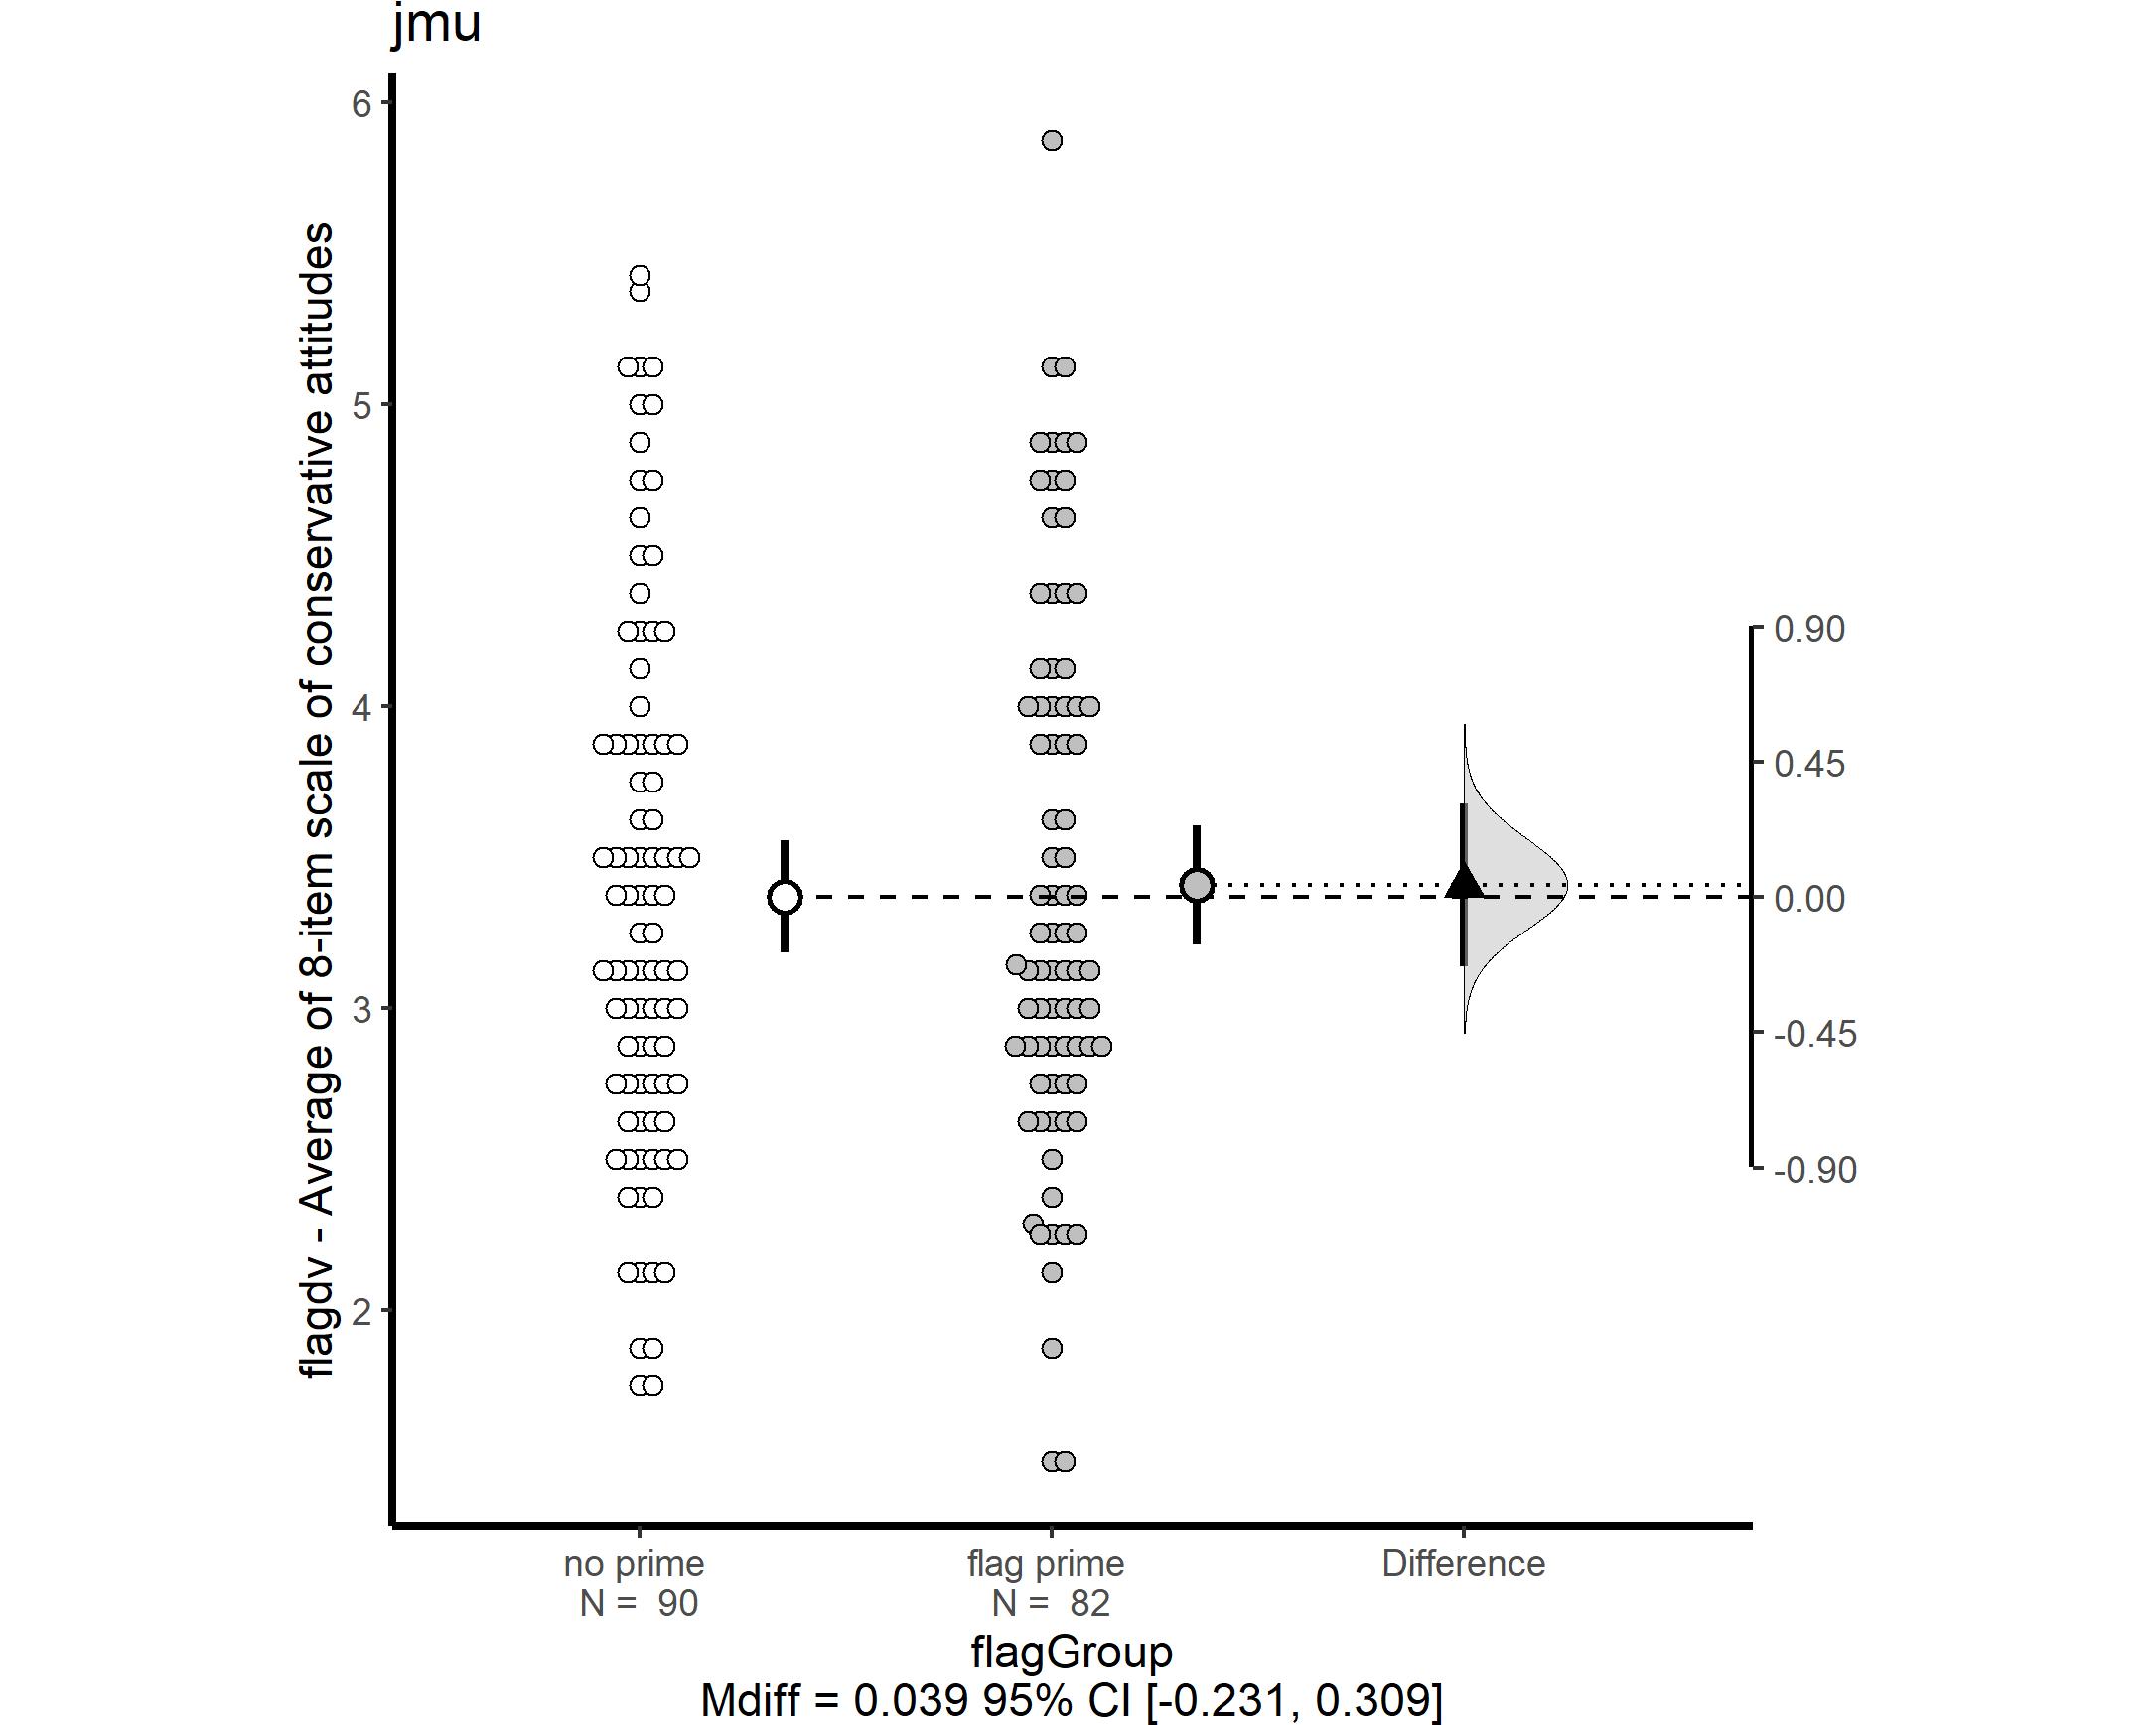 jmu
flagdv - Average of 8-item scale of conservative attitudes
6
5
4
3
2
0.90
0.45
0.00
-0.45
-0.90
no prime
N =  90
flag prime
N =  82
Difference
flagGroup
Mdiff = 0.039 95% CI [-0.231, 0.309]